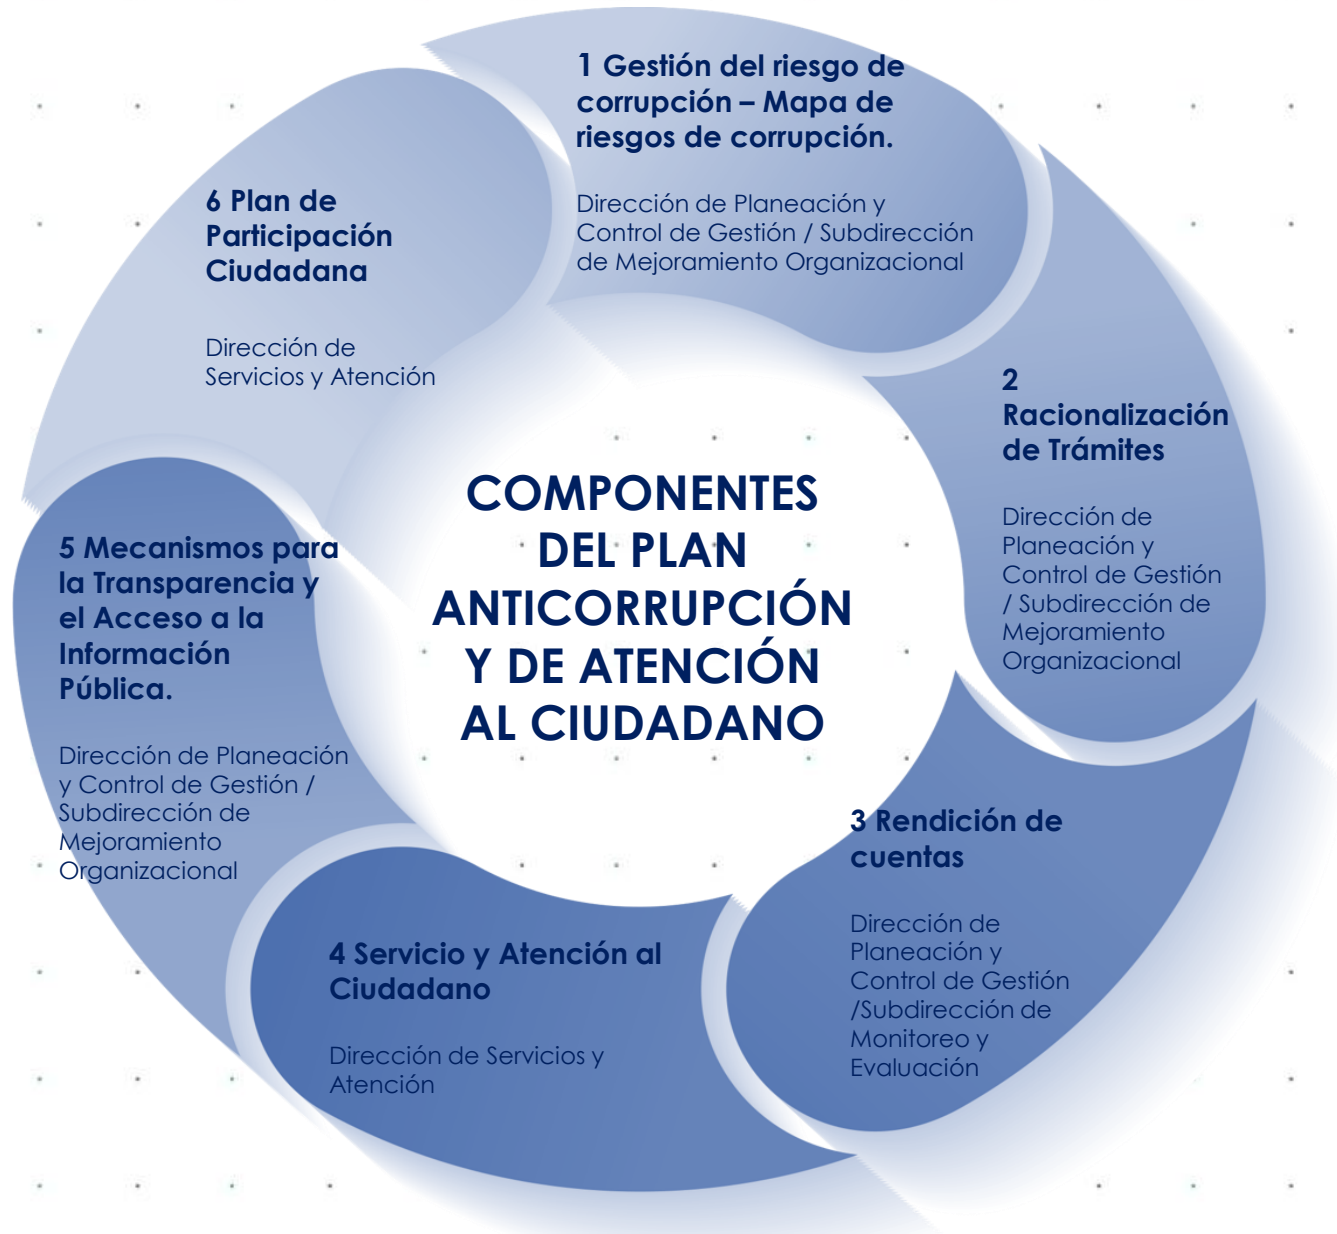 1 Gestión del riesgo de
corrupción – Mapa de
riesgos de corrupción.
Dirección de Planeación y
Control de Gestión / Subdirección
de Mejoramiento Organizacional
2
Racionalización
de Trámites
Dirección de
Planeación y
Control de Gestión
/ Subdirección de
Mejoramiento
Organizacional
3 Rendición de
cuentas
Dirección de
Planeación y
Control de Gestión
/Subdirección de
Monitoreo y
Evaluación
4 Servicio y Atención al
Ciudadano
Dirección de Servicios y
Atención
5 Mecanismos para
la Transparencia y
el Acceso a la
Información
Pública.
Dirección de Planeación
y Control de Gestión /
Subdirección de
Mejoramiento
Organizacional
6 Plan de
Participación
Ciudadana
Dirección de
Servicios y Atención
COMPONENTES
DEL PLAN
ANTICORRUPCIÓN
Y DE ATENCIÓN
AL CIUDADANO